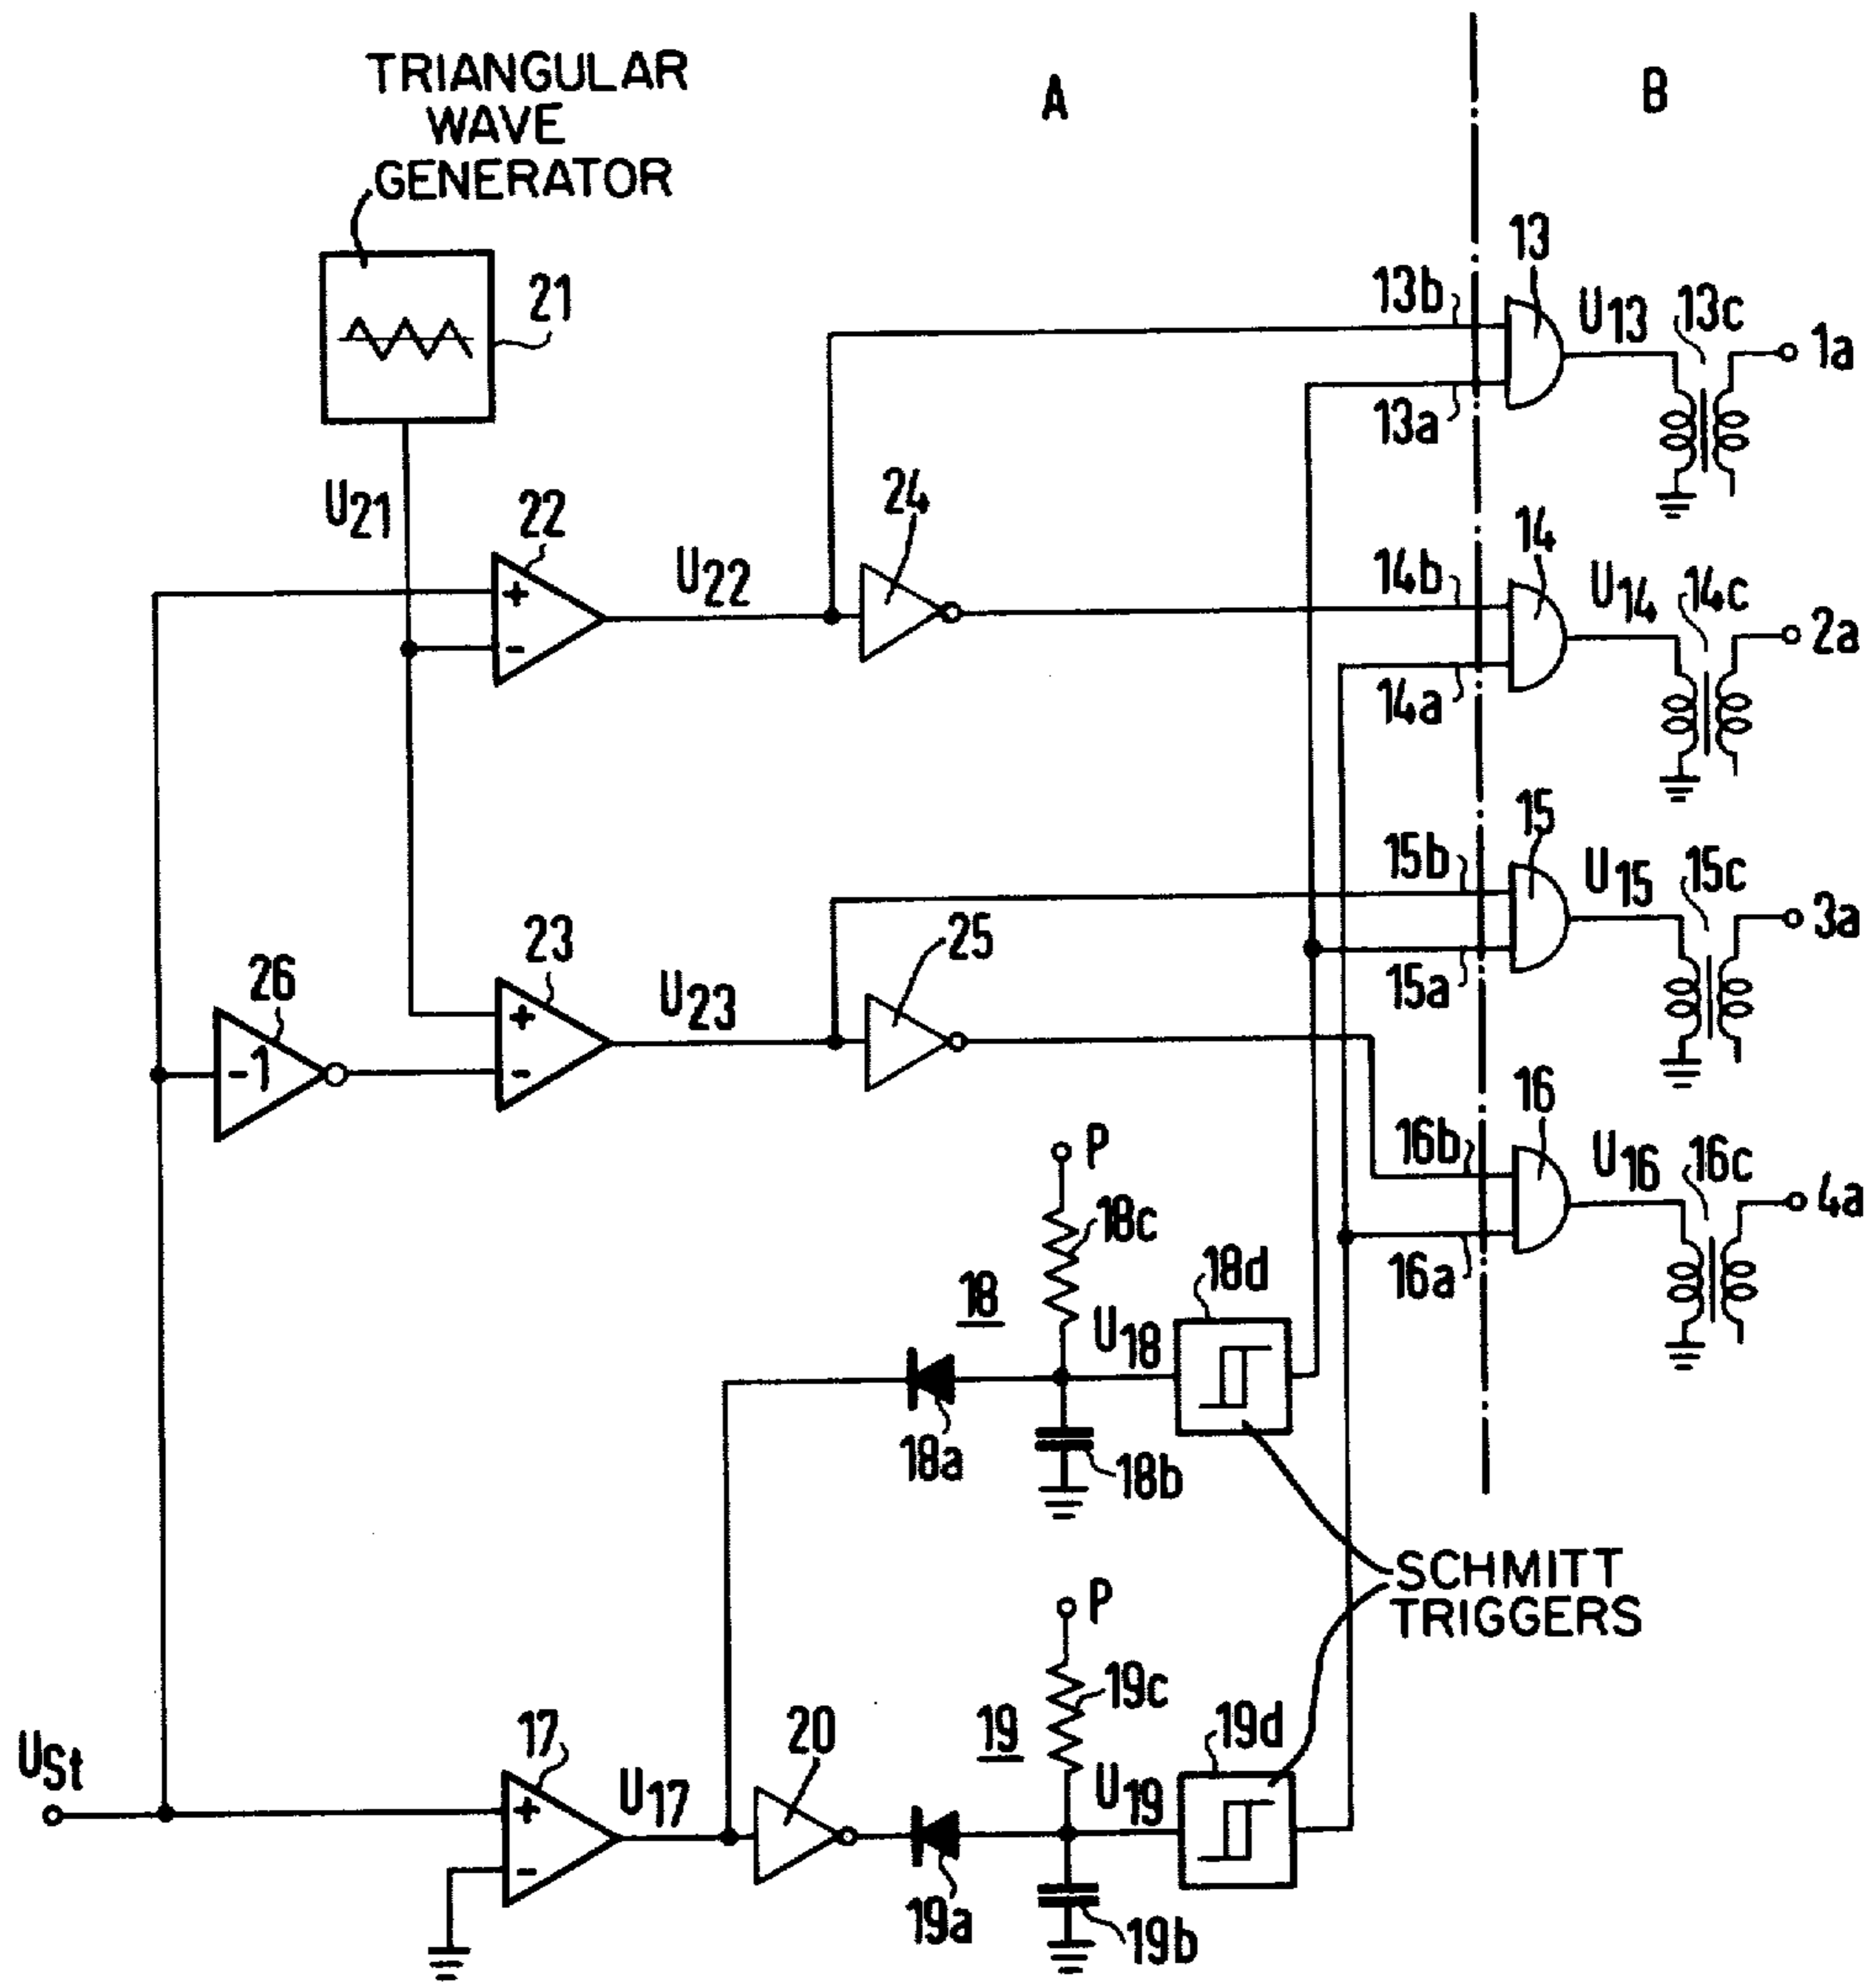 TRIANGULAR
WAVE
GENERATOR
A
B
21
13
13b
U13
13c
1a
13a
U21
22
U22
24
14
14b
U14
14c
2a
+
-
14a
15
15b
U15
15c
3a
23
U23
25
15a
26
+
-
-1
16
16b
U16
16c
4a
P
18c
16a
18
18d
U18
18a
18b
SCHMITT
TRIGGERS
P
19c
19
19d
USt
17
U17
20
U19
+
-
19a
19b